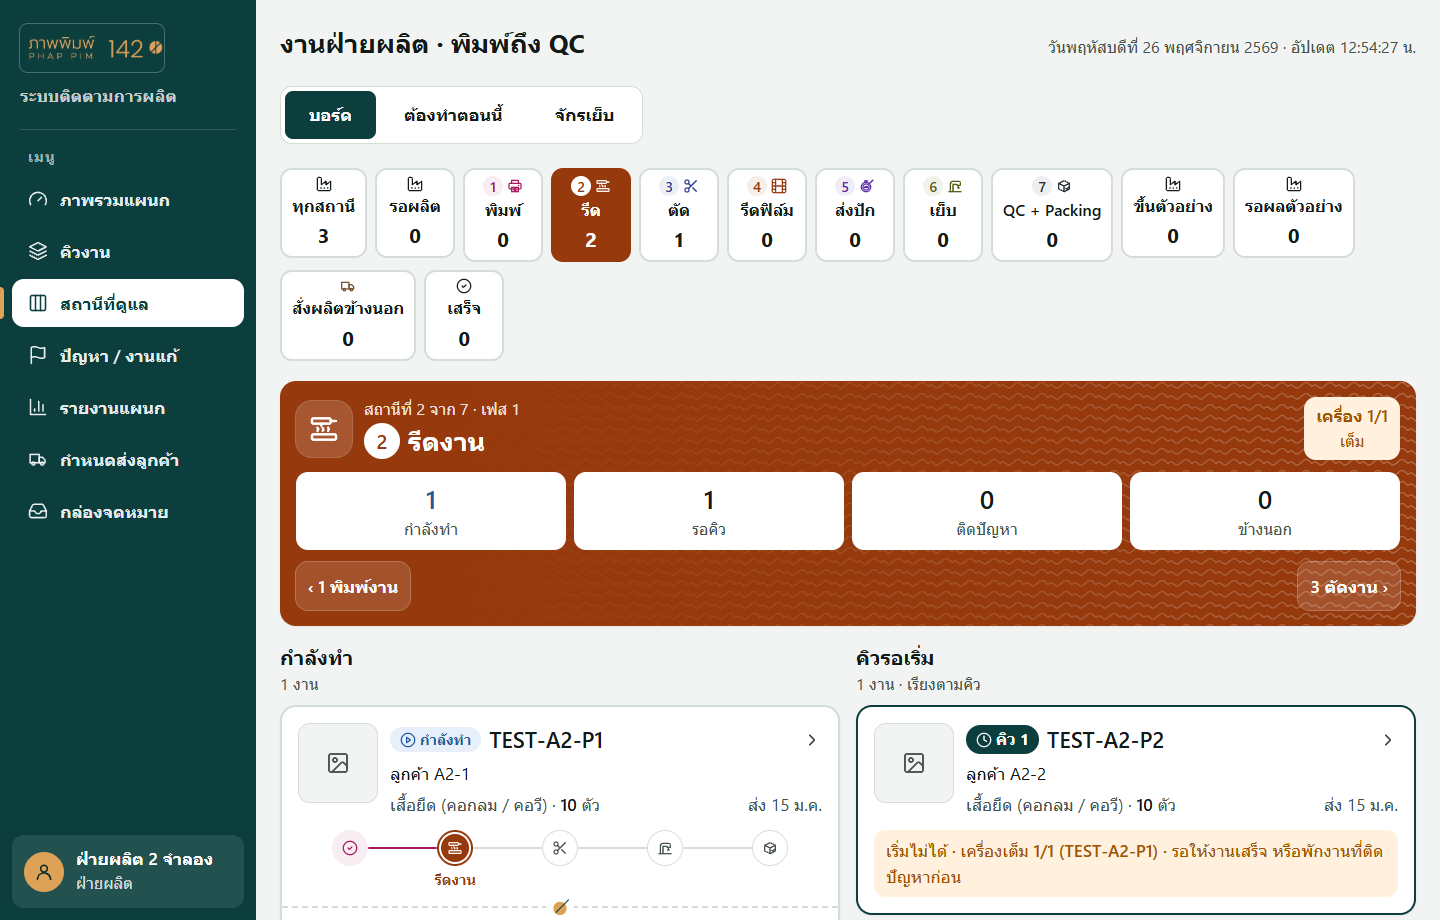 ภาพพิมพ์ 142
PHAP PIM
ระบบติดตามการผลิต
เมนู
ภาพรวมแผนก
คิวงาน
สถานีที่ดูแล
ปัญหา / งานแก้
รายงานแผนก
กำหนดส่งลูกค้า
กล่องจดหมาย
ฝ่ายผลิต 2 จำลอง
ฝ่ายผลิต
งานฝ่ายผลิต · พิมพ์ถึง QC
วันพฤหัสบดีที่ 26 พฤศจิกายน 2569 · อัปเดต 12:54:27 น.
บอร์ด ต้องทำตอนนี้ จักรเย็บ
ทุกสถานี
3
รอผลิต
0
1
พิมพ์
0
2
รีด
2
3
ตัด
1
4
รีดฟิล์ม
0
5
ส่งปัก
0
6
เย็บ
0
7
QC + Packing
0
ขึ้นตัวอย่าง
0
รอผลตัวอย่าง
0
สั่งผลิตข้างนอก
0
เสร็จ
0
สถานีที่ 2 จาก 7 · เฟส 1
2 รีดงาน
เครื่อง 1/1
เต็ม
1
กำลังทำ
1
รอคิว
0
ติดปัญหา
0
ข้างนอก
‹ 1 พิมพ์งาน
3 ตัดงาน ›
กำลังทำ
1 งาน
กำลังทำ TEST-A2-P1
ลูกค้า A2-1
เสื้อยืด (คอกลม / คอวี) · 10 ตัว ส่ง 15 ม.ค.
รีดงาน
คิวรอเริ่ม
1 งาน · เรียงตามคิว
คิว 1 TEST-A2-P2
ลูกค้า A2-2
เสื้อยืด (คอกลม / คอวี) · 10 ตัว ส่ง 15 ม.ค.
เริ่มไม่ได้ · เครื่องเต็ม 1/1 (TEST-A2-P1) · รอให้งานเสร็จ หรือพักงานที่ติด
ปัญหาก่อน